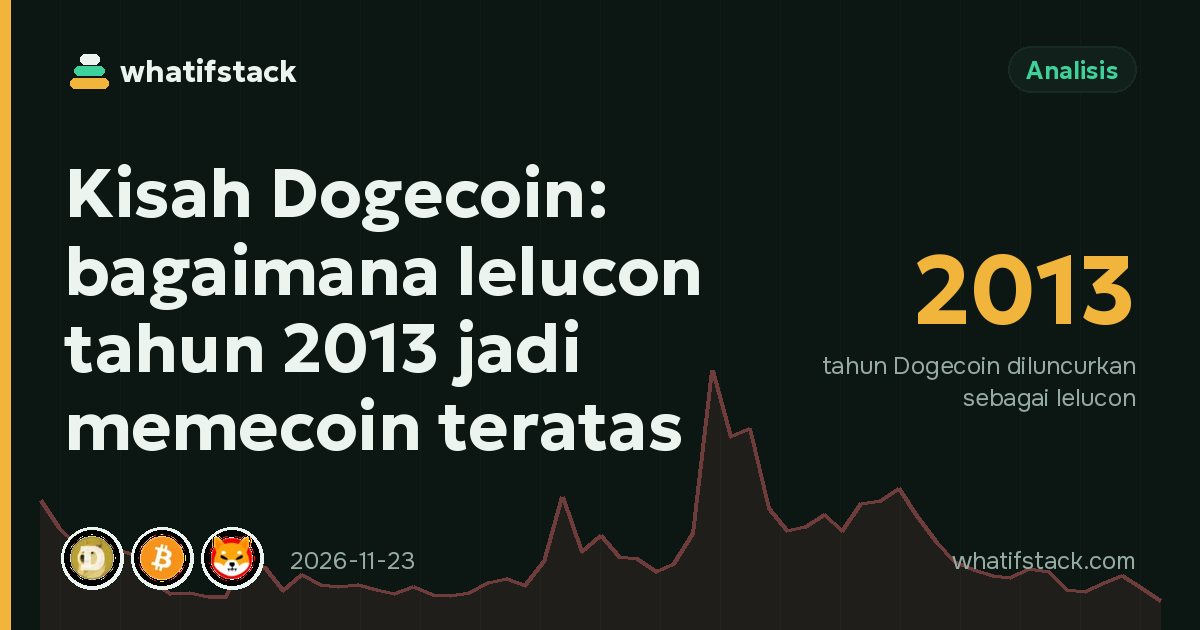 whatifstack
Analisis
Kisah Dogecoin:
bagaimana lelucon
tahun 2013 jadi
memecoin teratas
2013
tahun Dogecoin diluncurkan
sebagai lelucon
2026-11-23
whatifstack.com